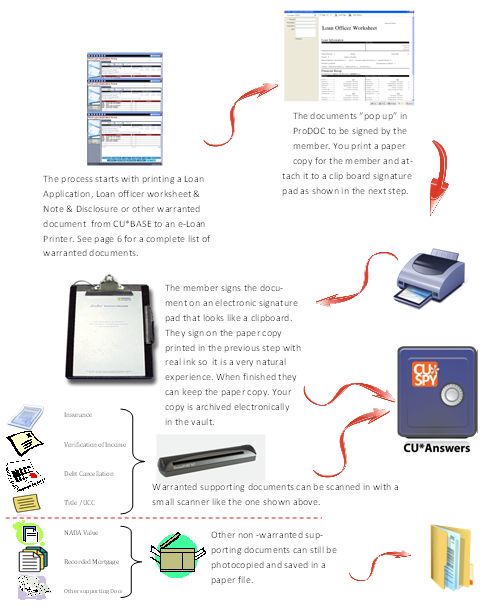 Loan Officer Worksheet
The documents “pop up” in
ProDOC to be signed by the
member. You print a paper
copy for the member and at-
tach it to a clip board signature
pad as shown in the next step.
The process starts with printing a Loan
Application, Loan officer worksheet &
Note & Disclosure or other warranted
document from CU*BASE to an e-Loan
Printer. See page 6 for a complete list of
warranted documents.
The member signs the docu-
ment on an electronic signature
pad that looks like a clipboard.
They sign on the paper copy
printed in the previous step with
real ink so it is a very natural
experience. When finished they
can keep the paper copy. Your
copy is archived electronically
in the vault.
CU*SPY
CU*Answers
Insurance
Verification of Income
Debt Cancellation
Title / UCC
Warranted supporting documents can be scanned in with a
small scanner like the one shown above.
NADA Value
Recorded Mortgage
Other supporting Docs
Other non -warranted sup-
porting documents can still be
photocopied and saved in a
paper file.